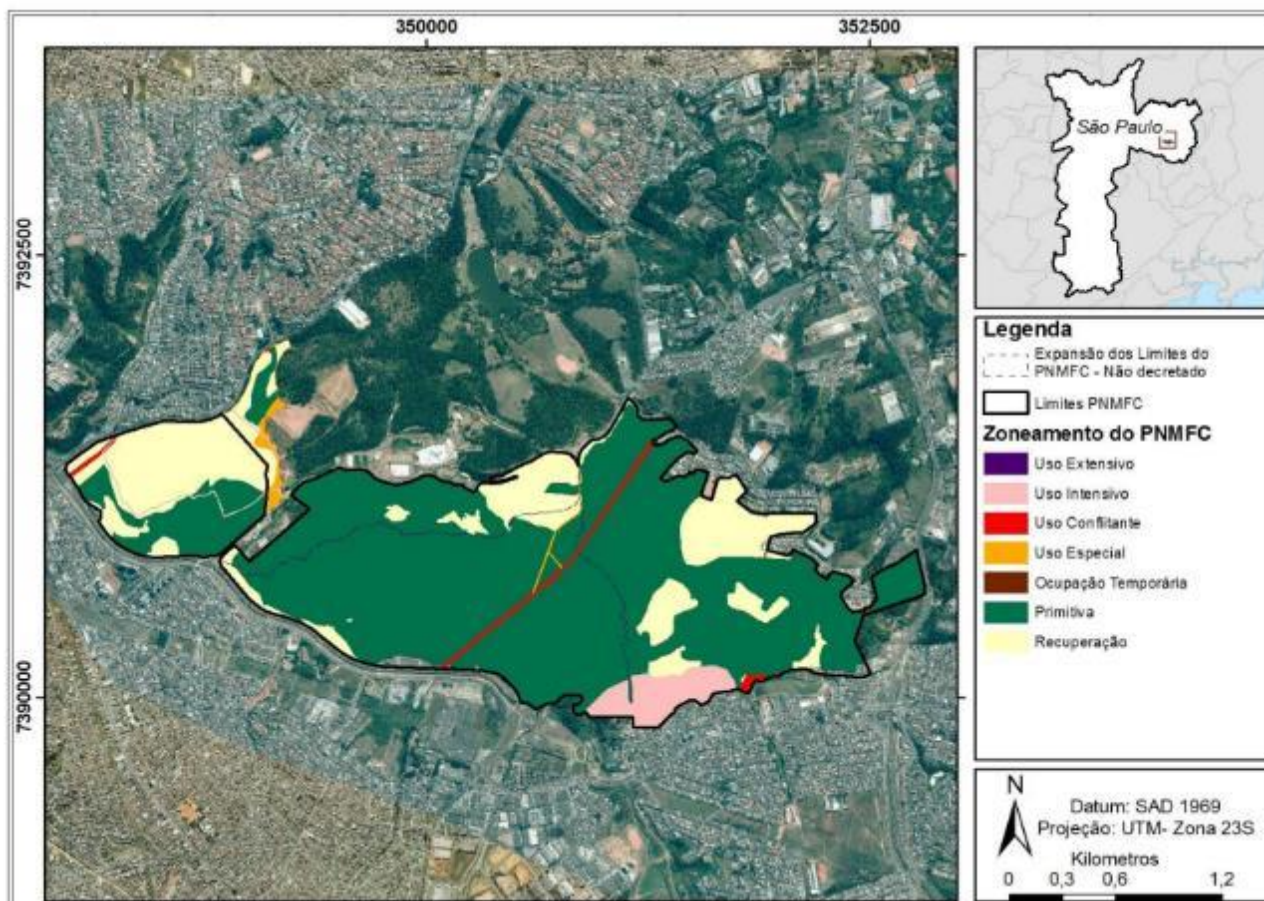 350000
352500
7392500
7390000
São Paulo
Legenda
Expansão dos Limites do
PNMFC - Não decretado
Limites PNMFC
Zoneamento do PNMFC
Uso Extensivo
Uso Intensivo
Uso Conflitante
Uso Especial
Ocupação Temporária
Primitiva
Recuperação
N
Datum: SAD 1969
Projeção: UTM- Zona 23S
Kilometros
0 0,3 0,6 1,2